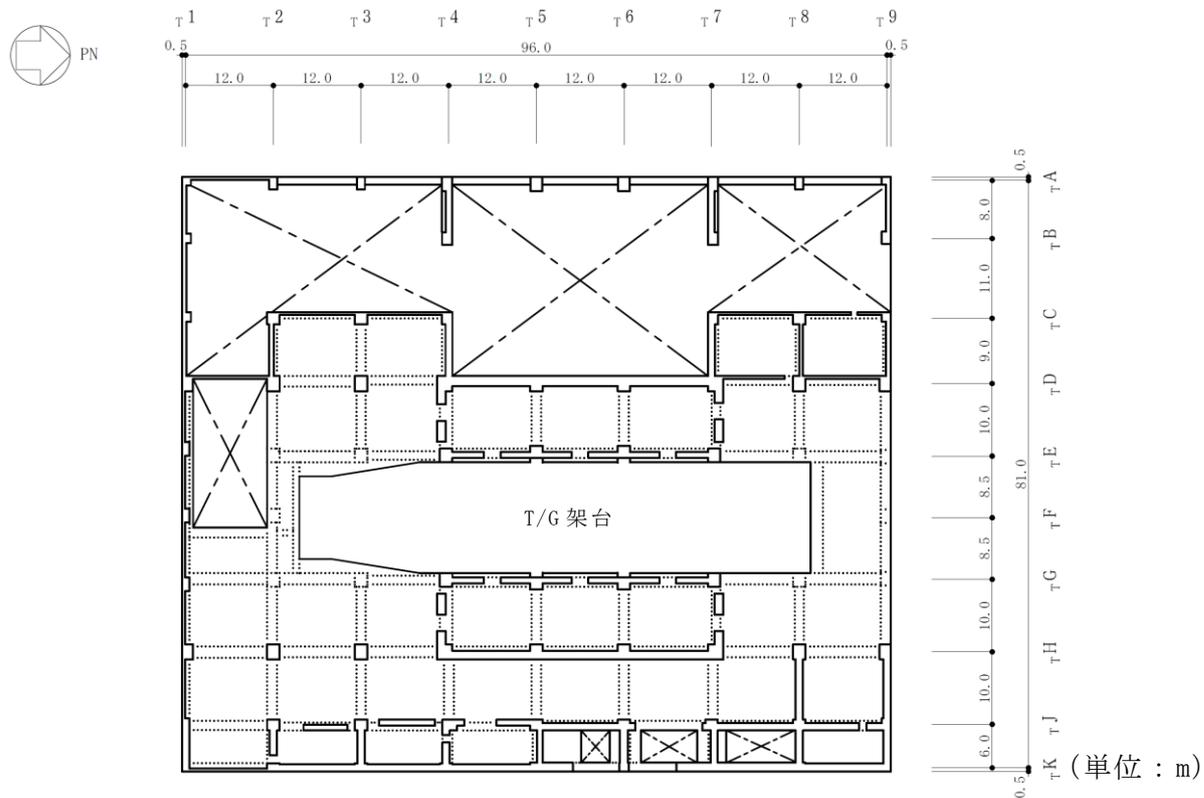 T1 T2 T3 T4 T5 T6 T7 T8 T9
PN
0.5 96.0 0.5
12.0 12.0 12.0 12.0 12.0 12.0 12.0 12.0
0.5
TA
8.0
TB
11.0
TC
9.0
TD
10.0
TE
8.5
81.0
T/G 架台
TF
8.5
TG
10.0
TH
10.0
TJ
6.0
TK
(単位：m)
0.5